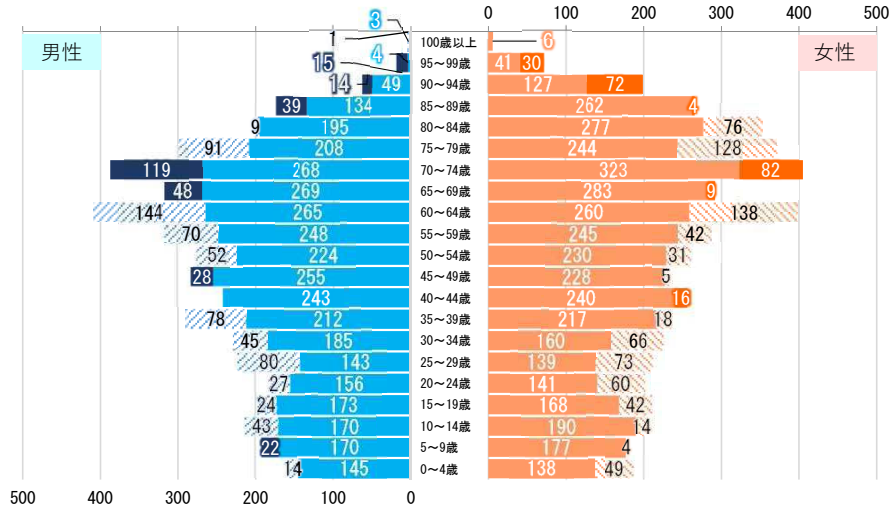 0 100 200 300 400 500
男性
女性
3
1 100歳以上 6
4
15 95～99歳 41 30
14 49 90～94歳 127 72
39 134 85～89歳 262 4
9 195 80～84歳 277 76
91 208 75～79歳 244 128
119 268 70～74歳 323 82
48 269 65～69歳 283 9
144 265 60～64歳 260 138
70 248 55～59歳 245 42
52 224 50～54歳 230 31
28 255 45～49歳 228 5
243 40～44歳 240 16
78 212 35～39歳 217 18
45 185 30～34歳 160 66
80 143 25～29歳 139 73
27 156 20～24歳 141 60
24 173 15～19歳 168 42
43 170 10～14歳 190 14
22 170 5～9歳 177 4
14 145 0～4歳 138 49
500 400 300 200 100 0